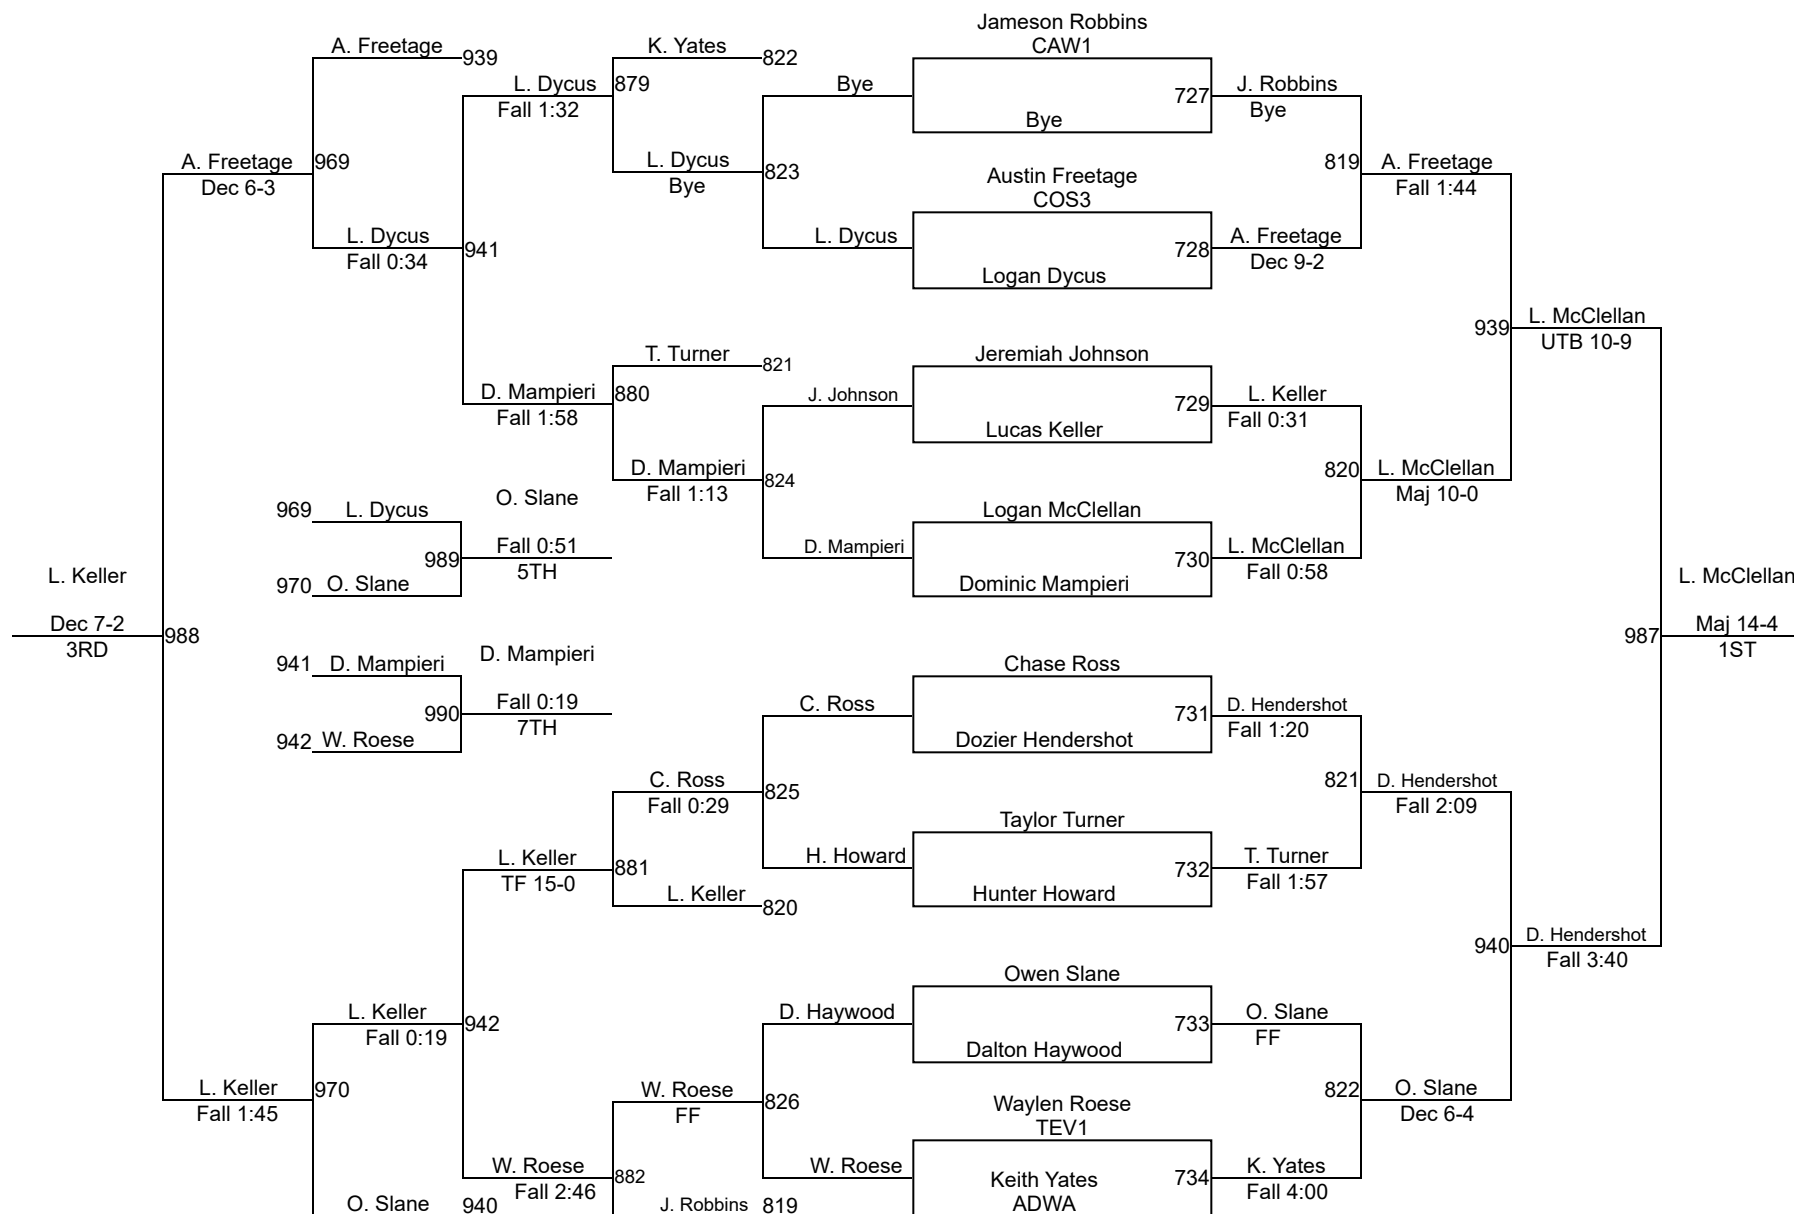 Jameson Robbins
A. Freetage
939
K. Yates
822
CAW1
L. Dycus
879
Bye
727
J. Robbins
Fall 1:32
Bye
Bye
A. Freetage
969
L. Dycus
823
819
A. Freetage
Dec 6-3
Bye
Austin Freetage
Fall 1:44
COS3
L. Dycus
941
L. Dycus
728
A. Freetage
Fall 0:34
Logan Dycus
Dec 9-2
939
L. McClellan
UTB 10-9
T. Turner
821
Jeremiah Johnson
D. Mampieri
880
J. Johnson
729
L. Keller
Fall 1:58
Lucas Keller
Fall 0:31
D. Mampieri
824
820
L. McClellan
Fall 1:13
Maj 10-0
O. Slane
969
L. Dycus
Logan McClellan
989
Fall 0:51
D. Mampieri
730
L. McClellan
5TH
Fall 0:58
970
O. Slane
Dominic Mampieri
L. Keller
L. McClellan
Dec 7-2
988
987
Maj 14-4
3RD
1ST
941
D. Mampieri
D. Mampieri
Chase Ross
990
Fall 0:19
C. Ross
731
D. Hendershot
7TH
Fall 1:20
942
W. Roese
Dozier Hendershot
C. Ross
825
821
D. Hendershot
Fall 0:29
Fall 2:09
Taylor Turner
L. Keller
881
H. Howard
732
T. Turner
TF 15-0
Fall 1:57
L. Keller
820
Hunter Howard
940
D. Hendershot
Fall 3:40
Owen Slane
L. Keller
942
D. Haywood
733
O. Slane
Fall 0:19
Dalton Haywood
FF
L. Keller
970
W. Roese
826
822
O. Slane
Fall 1:45
FF
Waylen Roese
Dec 6-4
TEV1
W. Roese
882
W. Roese
734
K. Yates
Fall 2:46
Keith Yates
Fall 4:00
O. Slane
940
J. Robbins
819
ADWA